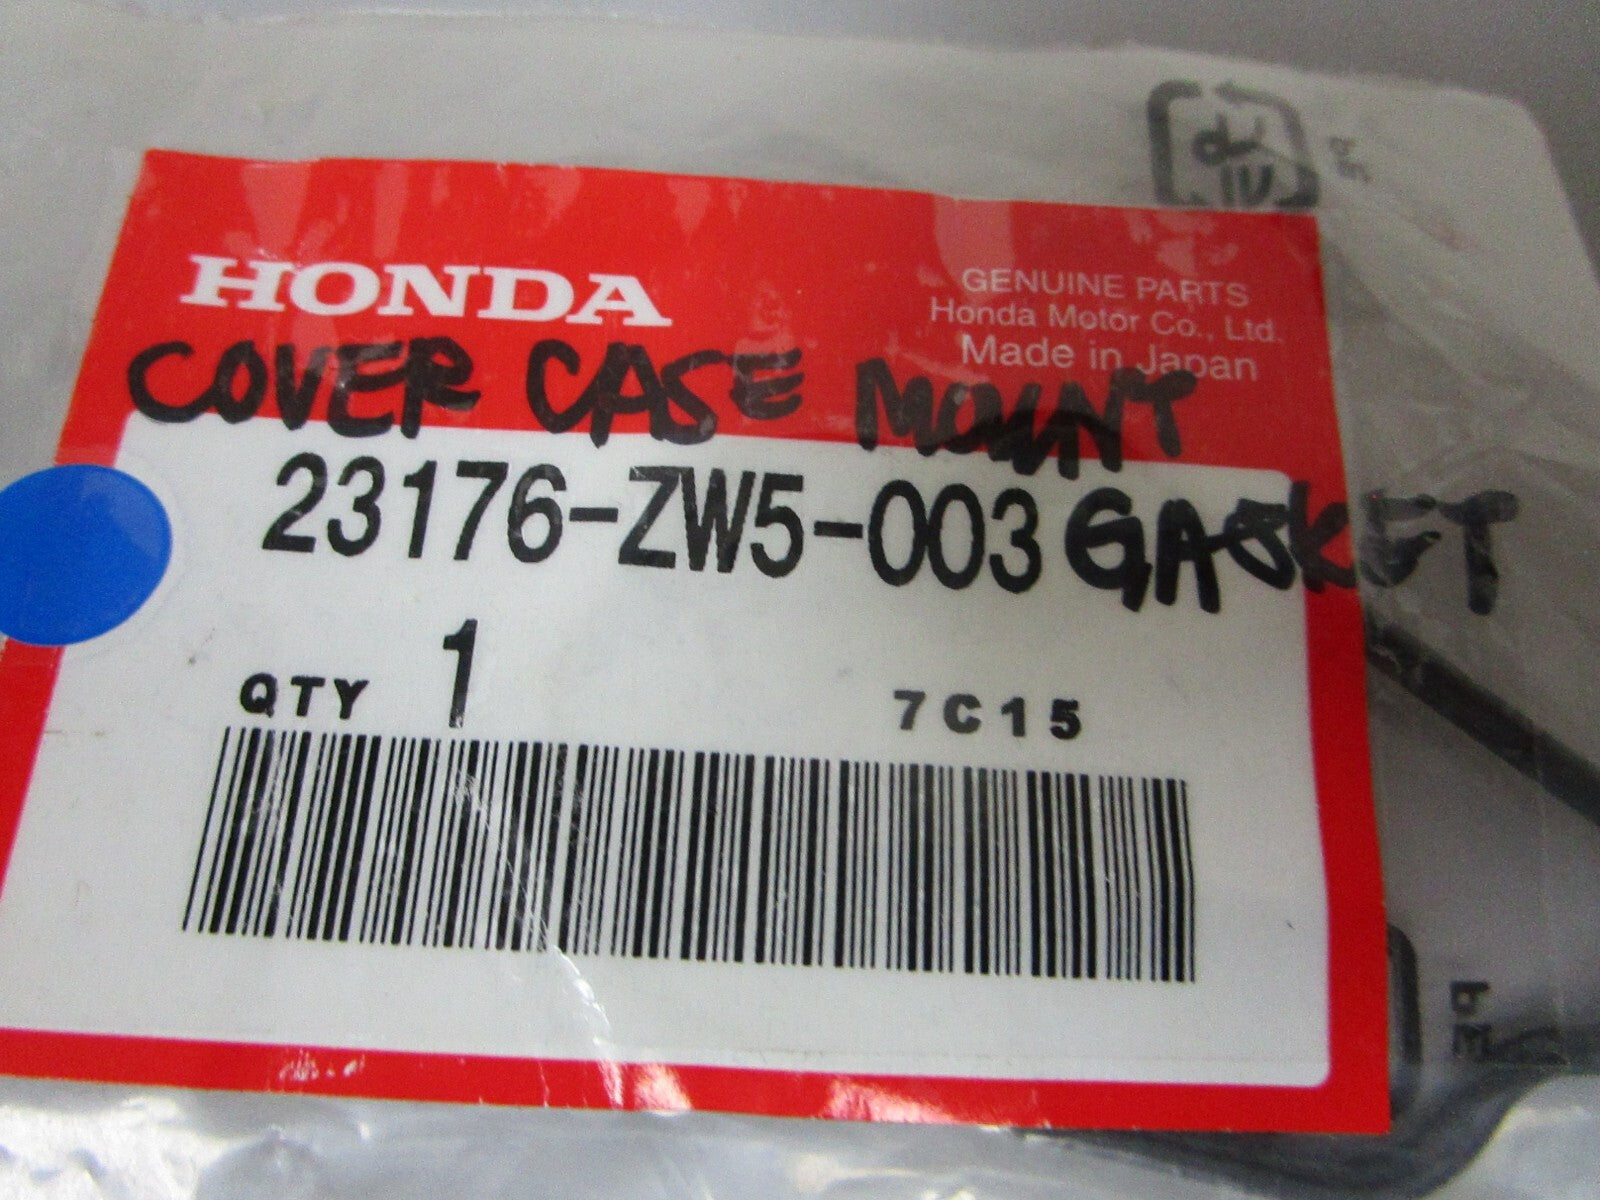 HONDA
GENUINE PARTS
Honda Motor Co., Ltd.
Made in Japan
COVER CASE MOUNT
23176-ZW5-003 GASKET
QTY 1
7C15